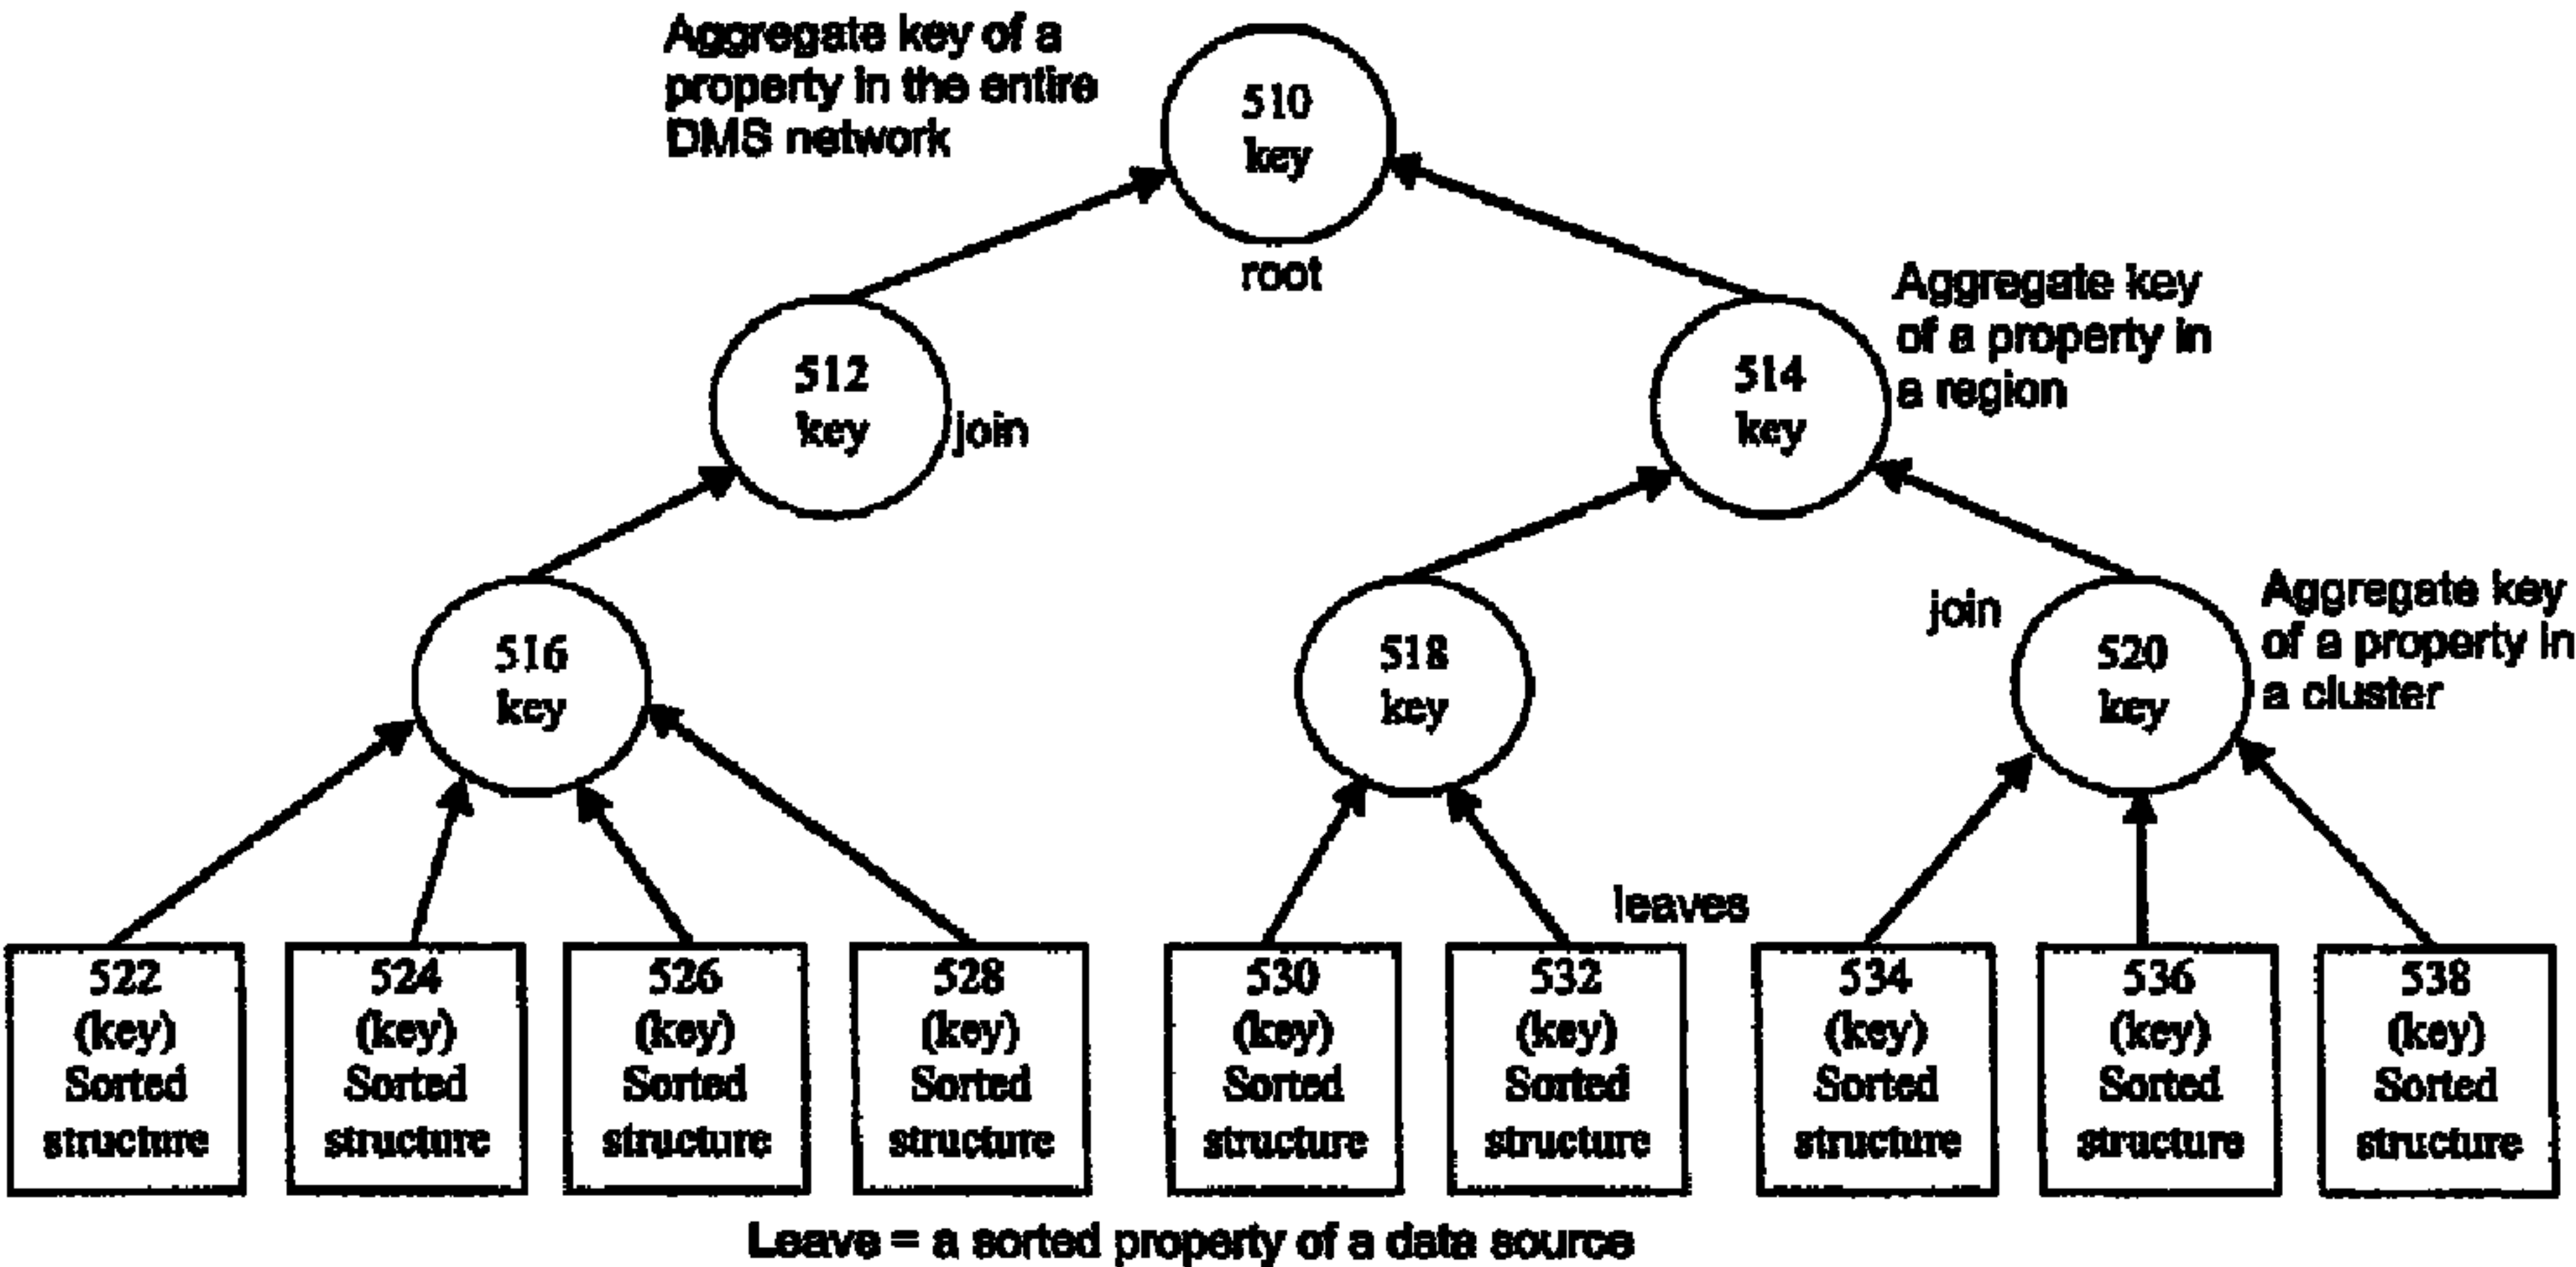 Aggregate key of a
property in the entire
DMS network
510
key
root
512
key
join
514
key
Aggregate key
of a property in
a region
516
key
518
key
join
520
key
Aggregate key
of a property in
a cluster
leaves
522
(key)
Sorted
structure
524
(key)
Sorted
structure
526
(key)
Sorted
structure
528
(key)
Sorted
structure
530
(key)
Sorted
structure
532
(key)
Sorted
structure
534
(key)
Sorted
structure
536
(key)
Sorted
structure
538
(key)
Sorted
structure
Leave = a sorted property of a data source